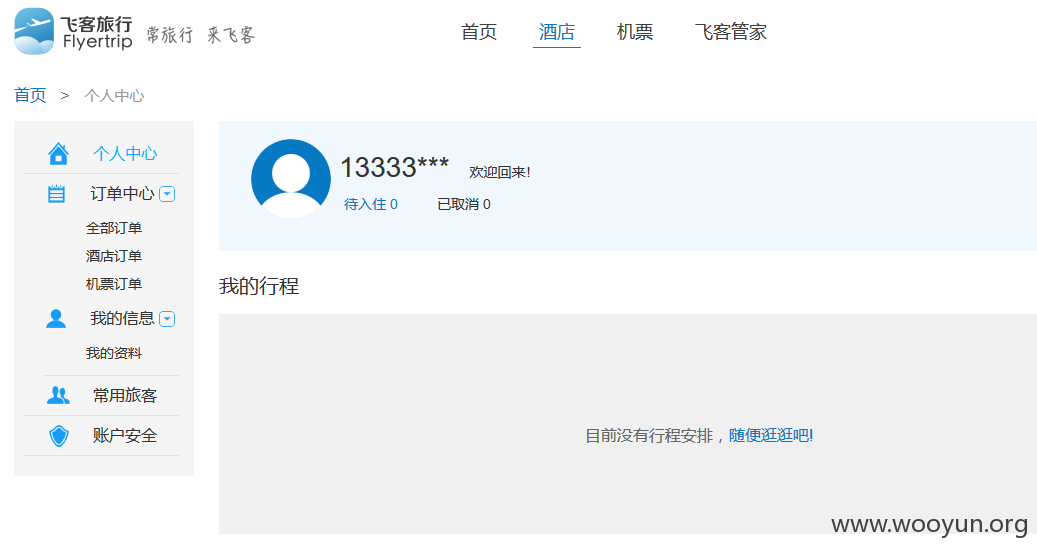 飞客旅行
Flyertrip
常旅行 来飞客
首页 酒店 机票 飞客管家
首页 > 个人中心
个人中心
订单中心
全部订单
酒店订单
机票订单
我的信息
我的资料
常用旅客
账户安全
13333*** 欢迎回来!
待入住 0 已取消 0
我的行程
目前没有行程安排，随便逛逛吧!
www.wooyun.org